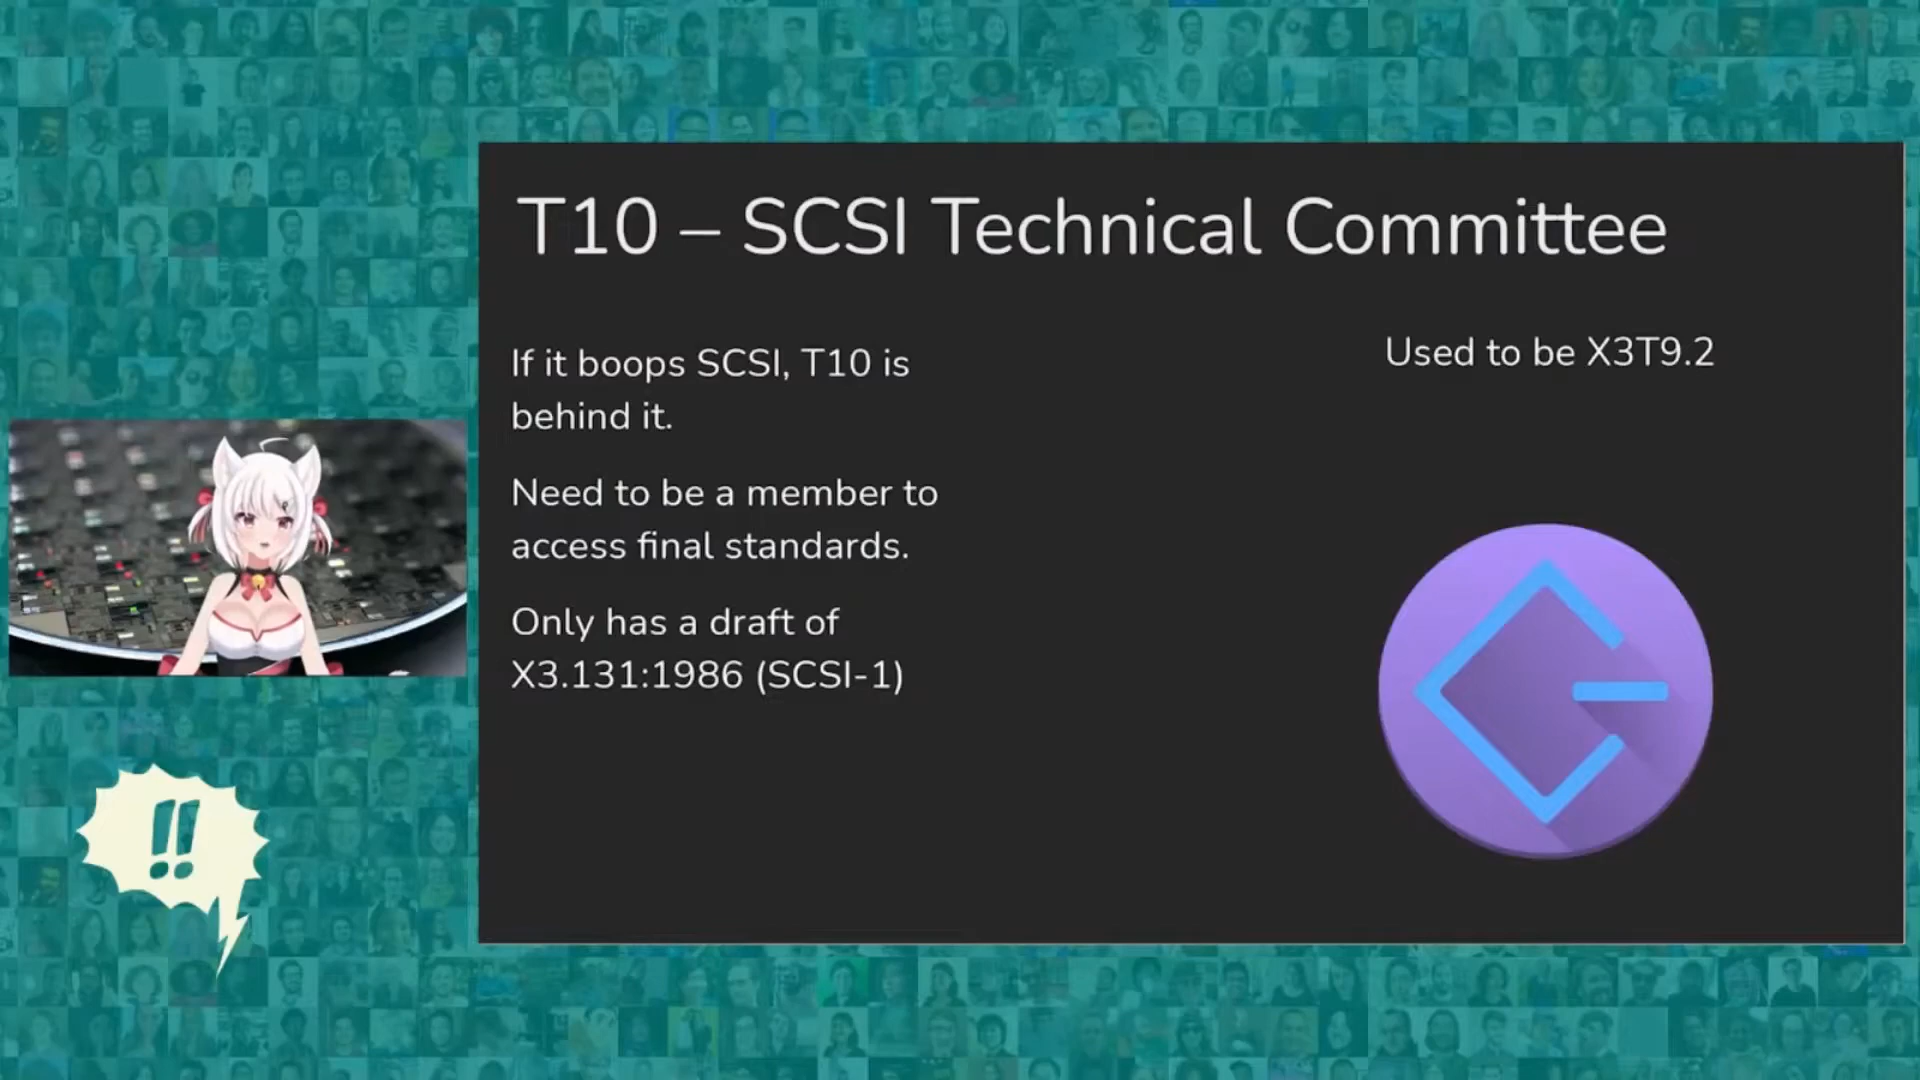 T10 – SCSI Technical Committee
If it boops SCSI, T10 is
behind it.
Need to be a member to
access final standards.
Only has a draft of
X3.131:1986 (SCSI-1)
Used to be X3T9.2
!!